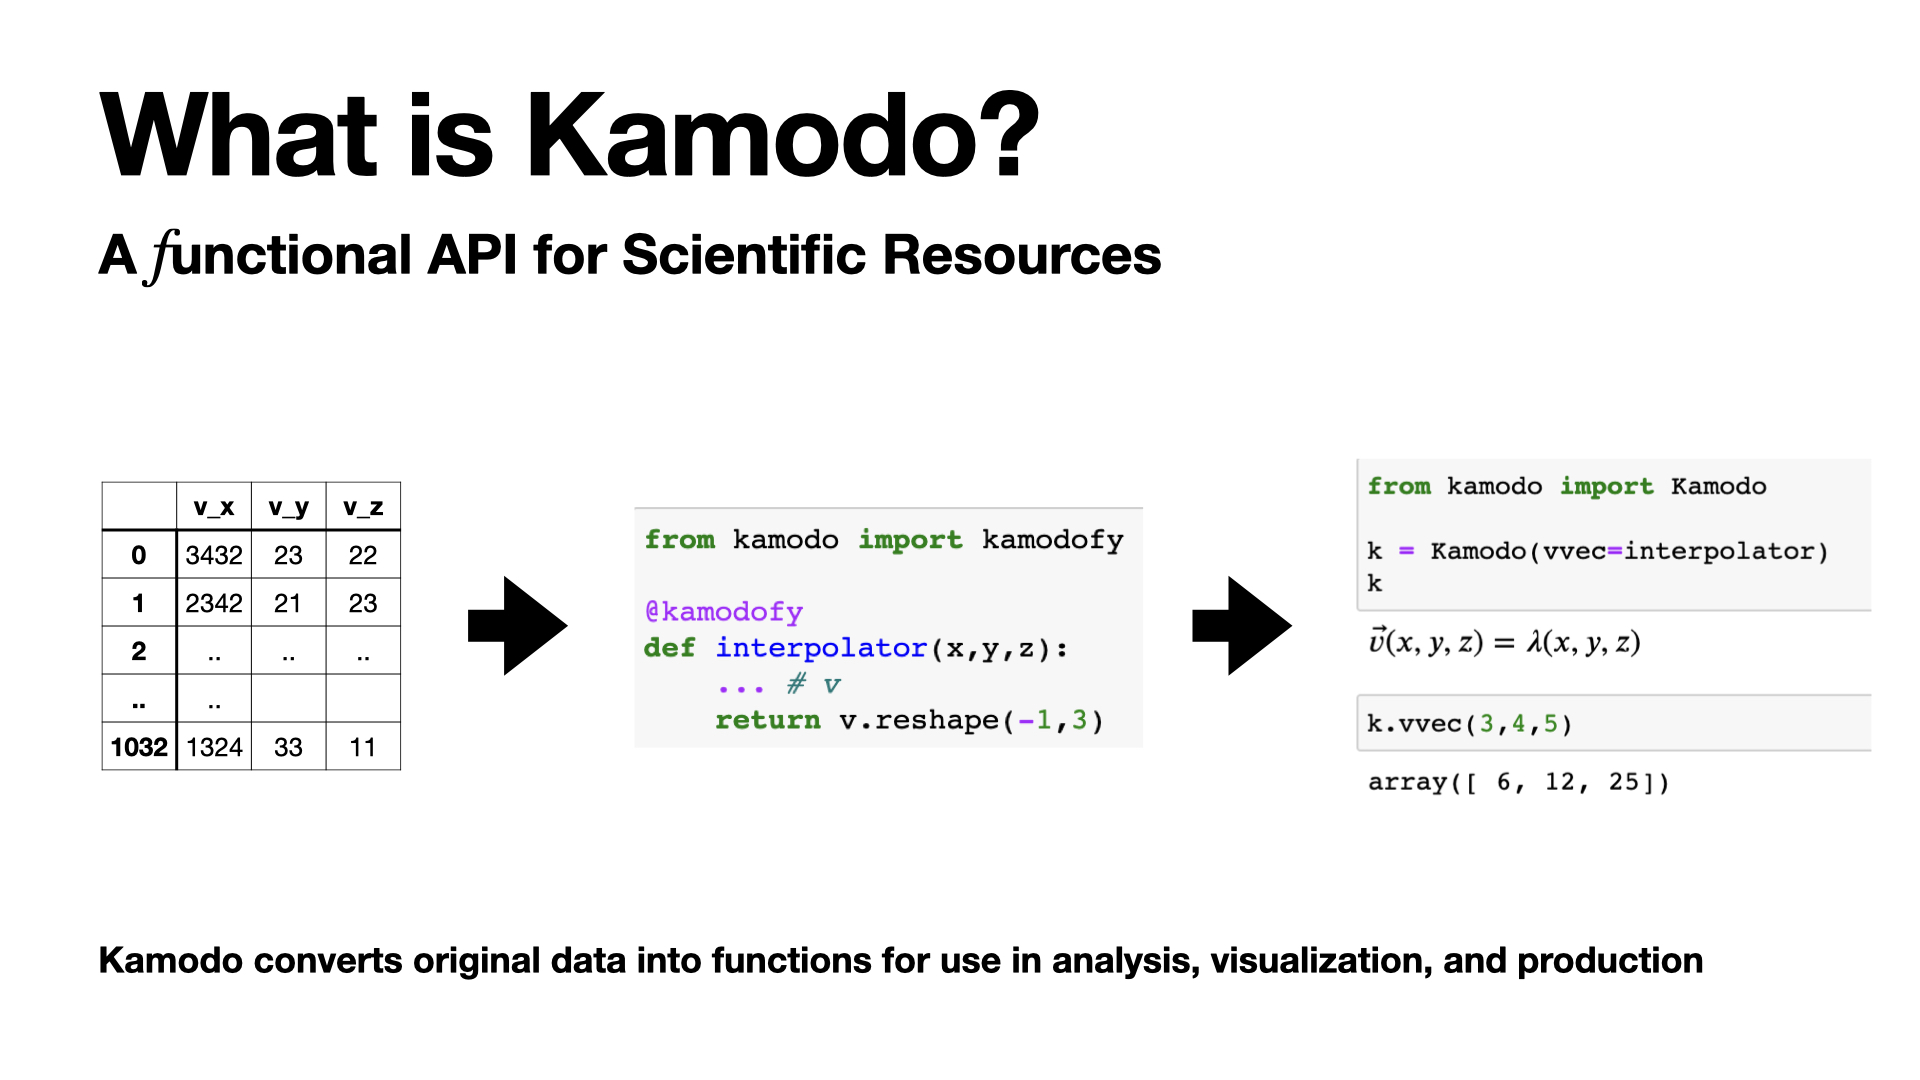 What is Kamodo?
A functional API for Scientific Resources
v_x v_y v_z
0 3432 23 22
1 2342 21 23
2 .. .. ..
.. ..
1032 1324 33 11
from kamodo import kamodofy
@kamodofy
def interpolator(x,y,z):
... # v
return v.reshape(-1,3)
from kamodo import Kamodo
k = Kamodo(vvec=interpolator)
k
v⃗(x, y, z) = λ(x, y, z)
k.vvec(3,4,5)
array([ 6, 12, 25])
Kamodo converts original data into functions for use in analysis, visualization, and production